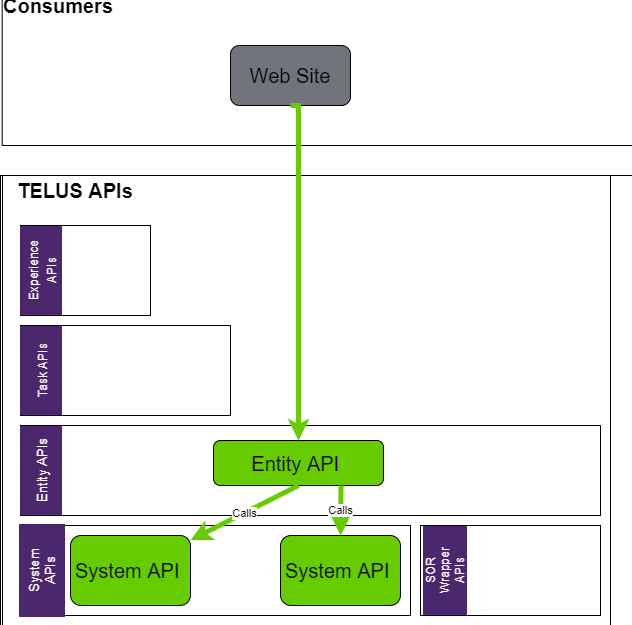 Consumers
Web Site
TELUS APIs
Experience
APIs
Task APIs
Entity APIs
Entity API
Calls
Calls
System
APIs
System API
System API
SOR
Wrapper
APIs